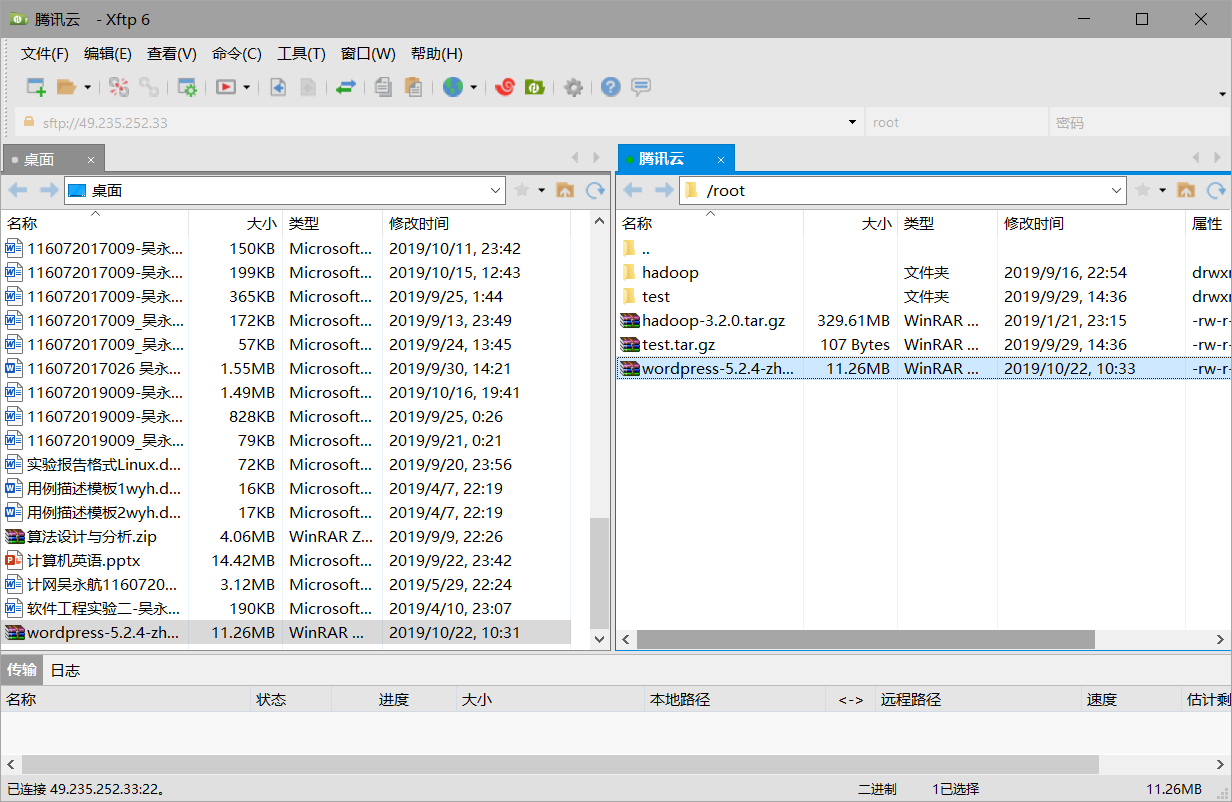 腾讯云 - Xftp 6
文件(F) 编辑(E) 查看(V) 命令(C) 工具(T) 窗口(W) 帮助(H)
sftp://49.235.252.33 root 密码
桌面
桌面
名称 大小 类型 修改时间
116072017009-吴永... 150KB Microsoft... 2019/10/11, 23:42
116072017009-吴永... 199KB Microsoft... 2019/10/15, 12:43
116072017009-吴永... 365KB Microsoft... 2019/9/25, 1:44
116072017009_吴永... 172KB Microsoft... 2019/9/13, 23:49
116072017009_吴永... 57KB Microsoft... 2019/9/24, 13:45
116072017026 吴永... 1.55MB Microsoft... 2019/9/30, 14:21
116072019009-吴永... 1.49MB Microsoft... 2019/10/16, 19:41
116072019009-吴永... 828KB Microsoft... 2019/9/25, 0:26
116072019009_吴永... 79KB Microsoft... 2019/9/21, 0:21
实验报告格式Linux.d... 72KB Microsoft... 2019/9/20, 23:56
用例描述模板1wyh.d... 16KB Microsoft... 2019/4/7, 22:19
用例描述模板2wyh.d... 17KB Microsoft... 2019/4/7, 22:19
算法设计与分析.zip 4.06MB WinRAR Z... 2019/9/9, 22:26
计算机英语.pptx 14.42MB Microsoft... 2019/9/22, 23:42
计网吴永航1160720... 3.12MB Microsoft... 2019/5/29, 22:24
软件工程实验二-吴永... 190KB Microsoft... 2019/4/10, 23:07
wordpress-5.2.4-zh... 11.26MB WinRAR ... 2019/10/22, 10:31
腾讯云
/root
名称 大小 类型 修改时间 属性
..
hadoop 文件夹 2019/9/16, 22:54 drwx
test 文件夹 2019/9/29, 14:36 drwx
hadoop-3.2.0.tar.gz 329.61MB WinRAR ... 2019/1/21, 23:15 -rw-r-
test.tar.gz 107 Bytes WinRAR ... 2019/9/29, 14:36 -rw-r-
wordpress-5.2.4-zh... 11.26MB WinRAR ... 2019/10/22, 10:33 -rw-r-
传输 日志
名称 状态 进度 大小 本地路径 <-> 远程路径 速度 估计剩
已连接 49.235.252.33:22。 二进制 1已选择 11.26MB